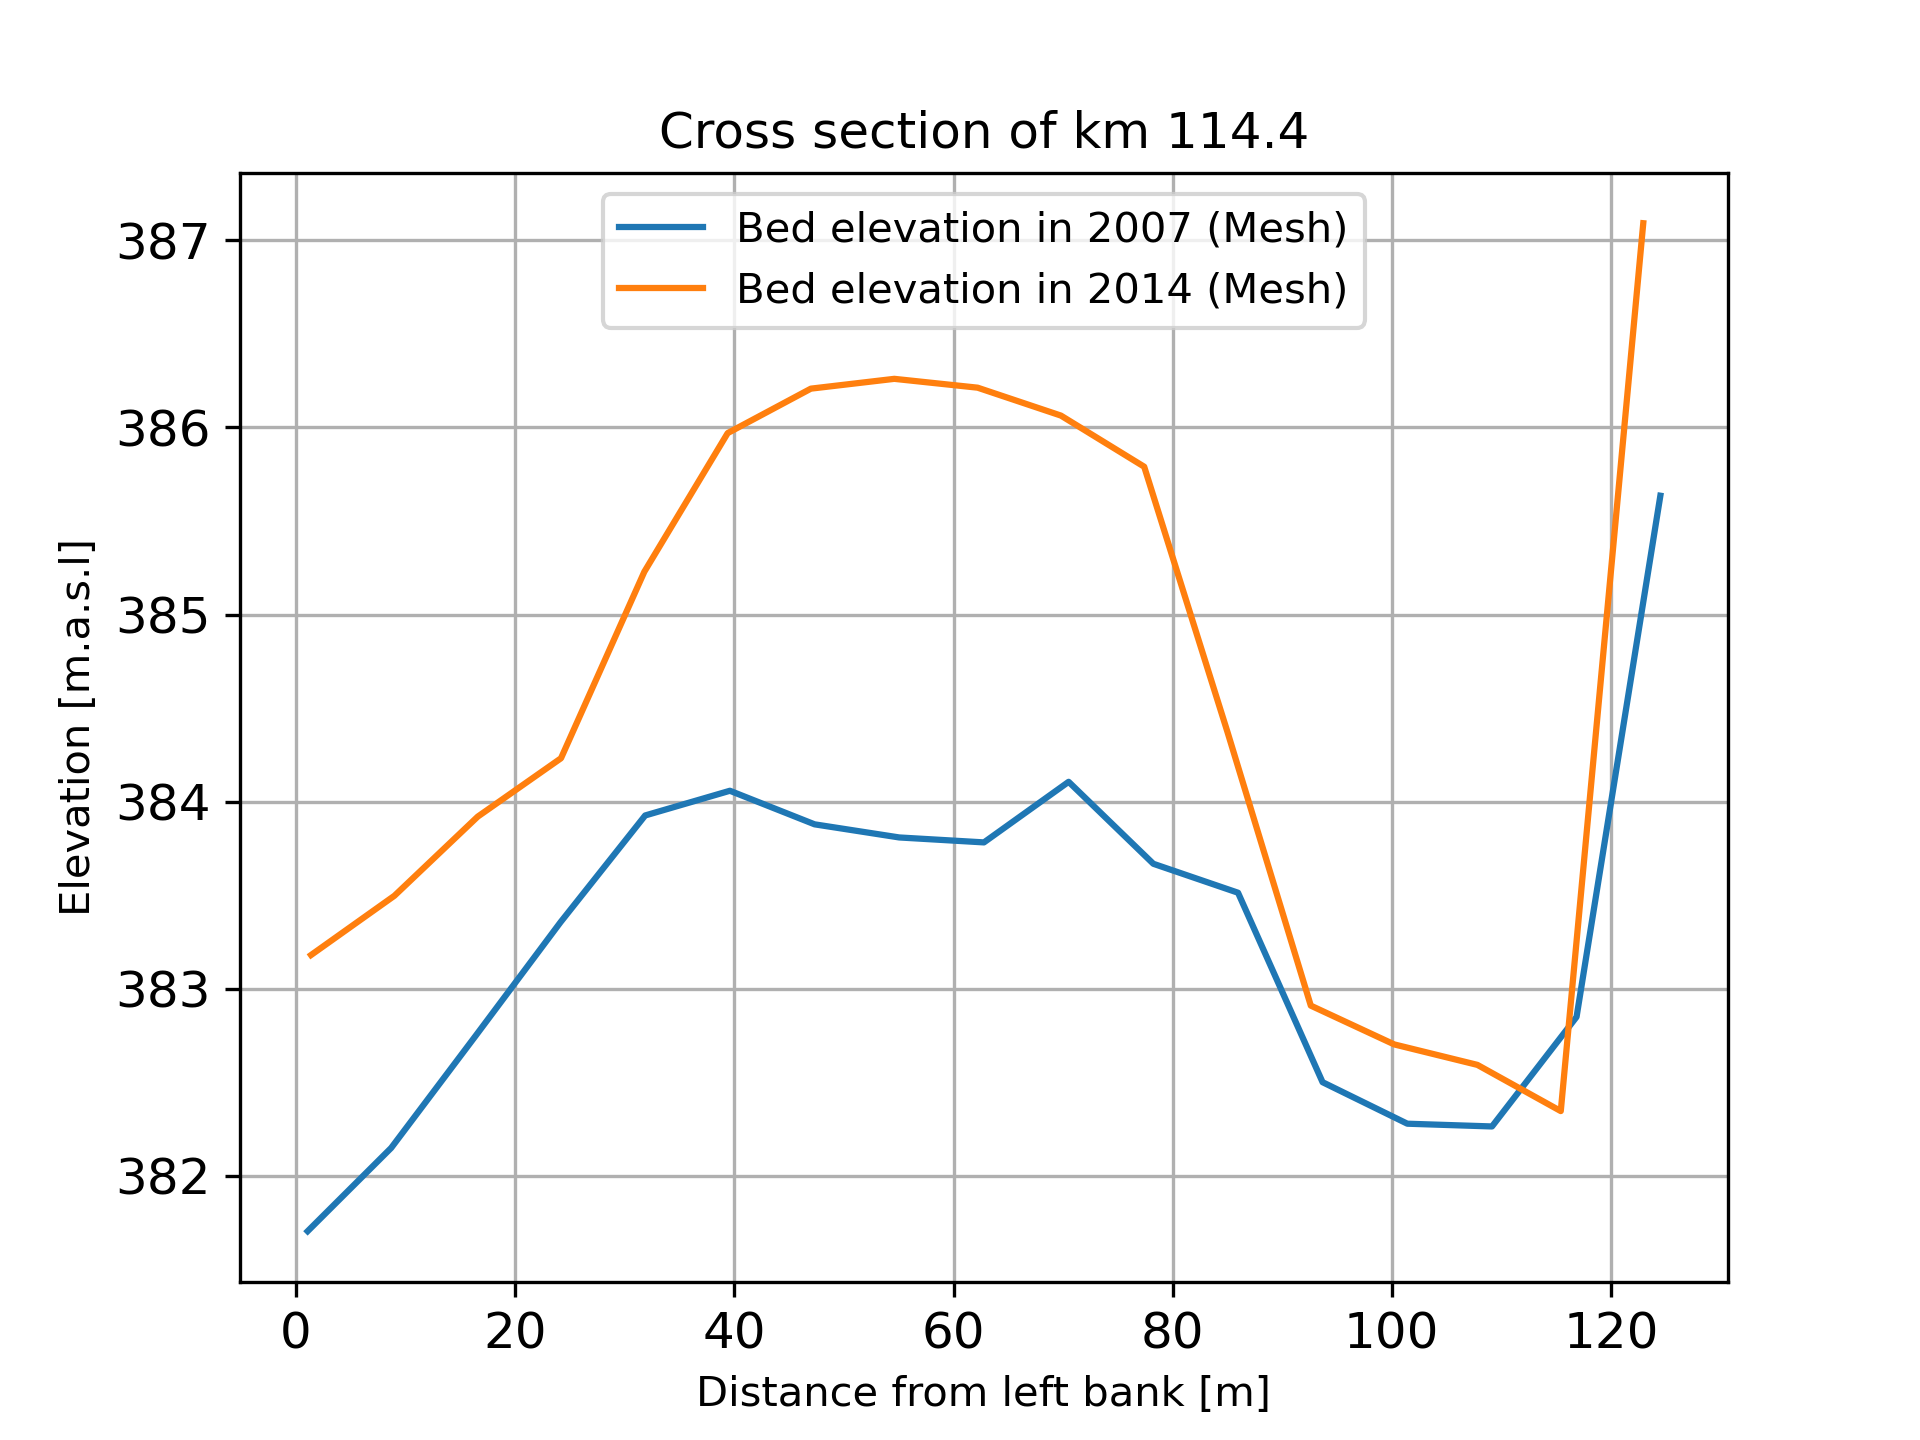 Cross section of km 114.4
Bed elevation in 2007 (Mesh)
Bed elevation in 2014 (Mesh)
387
386
385
384
383
382
Elevation [m.a.s.l]
0 20 40 60 80 100 120
Distance from left bank [m]